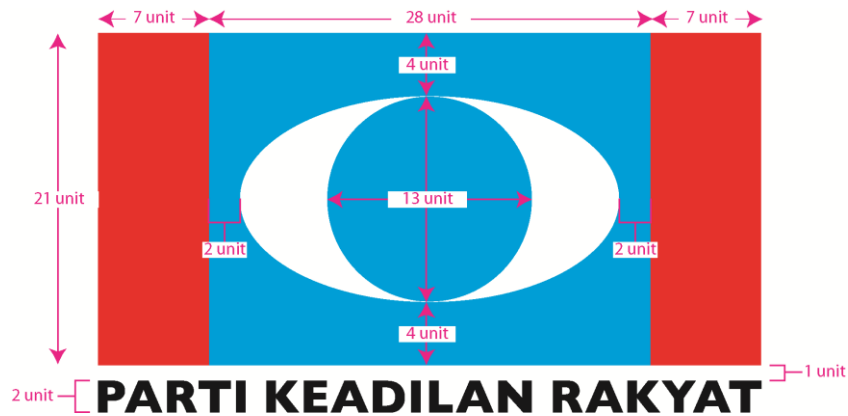 7 unit 28 unit 7 unit
4 unit
21 unit 13 unit
2 unit 2 unit
4 unit
1 unit
2 unit PARTI KEADILAN RAKYAT